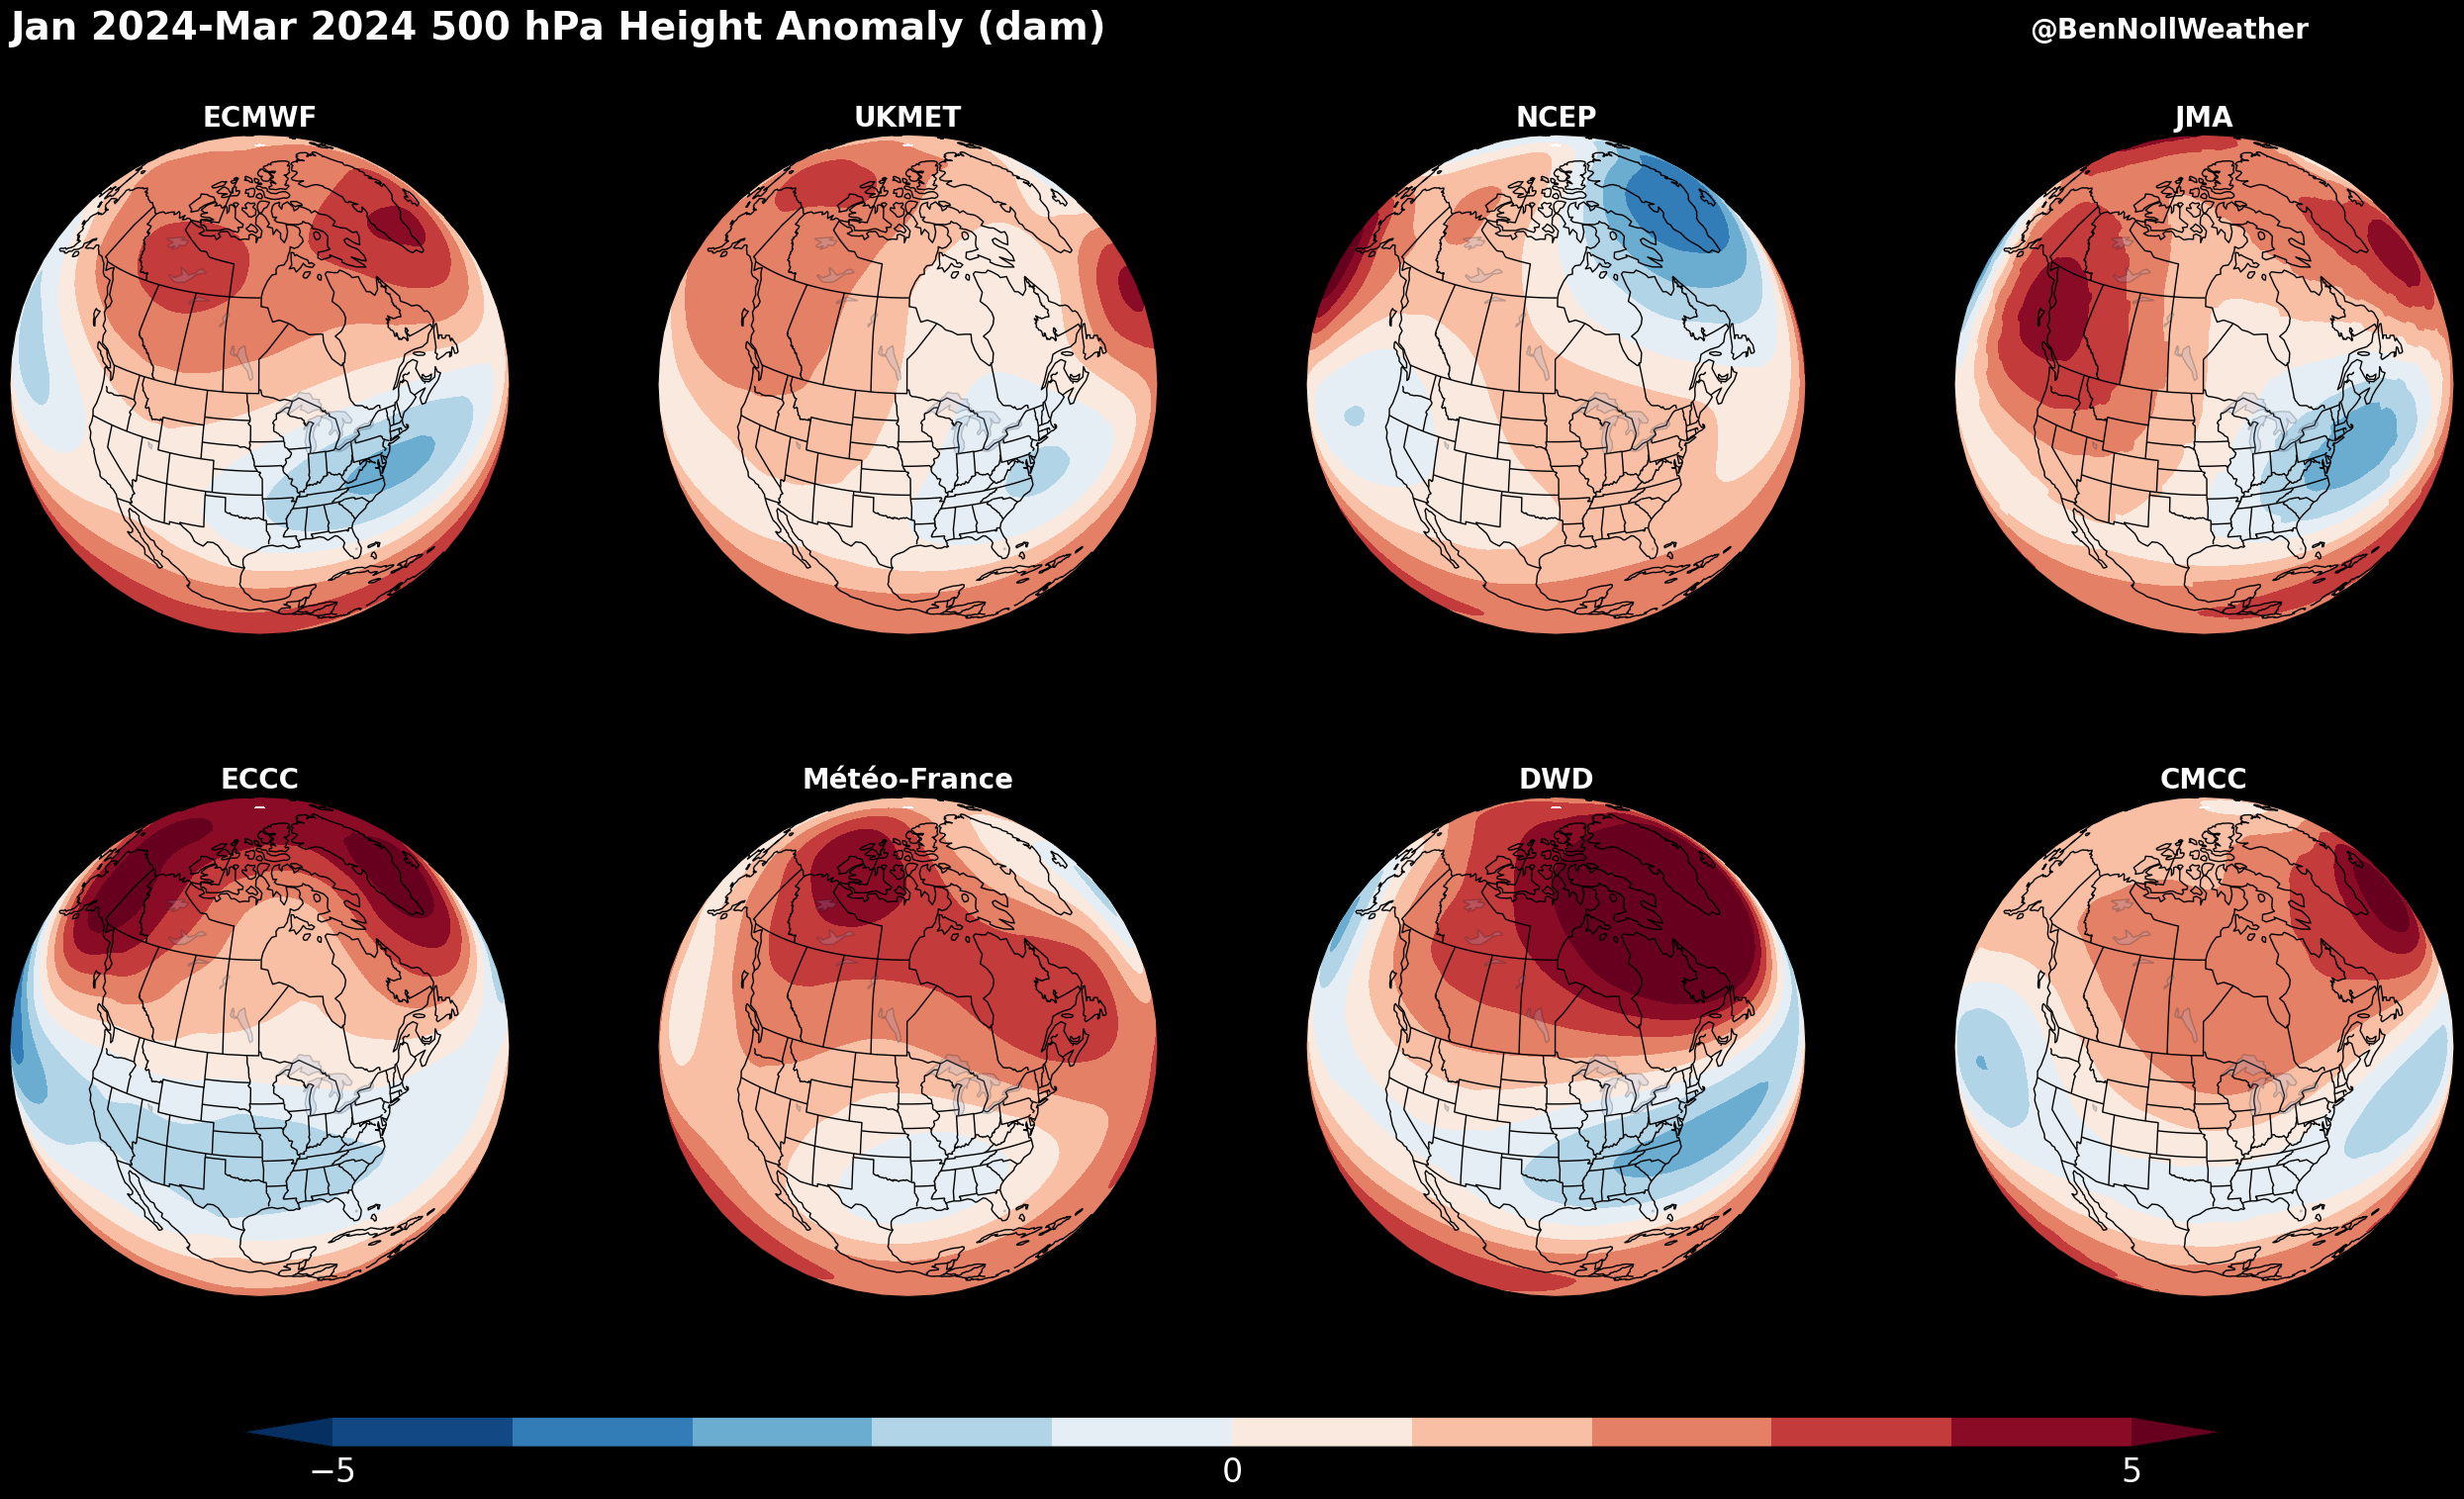 Jan 2024-Mar 2024 500 hPa Height Anomaly (dam)
@BenNollWeather
ECMWF
UKMET
NCEP
JMA
ECCC
Météo-France
DWD
CMCC
−5
0
5